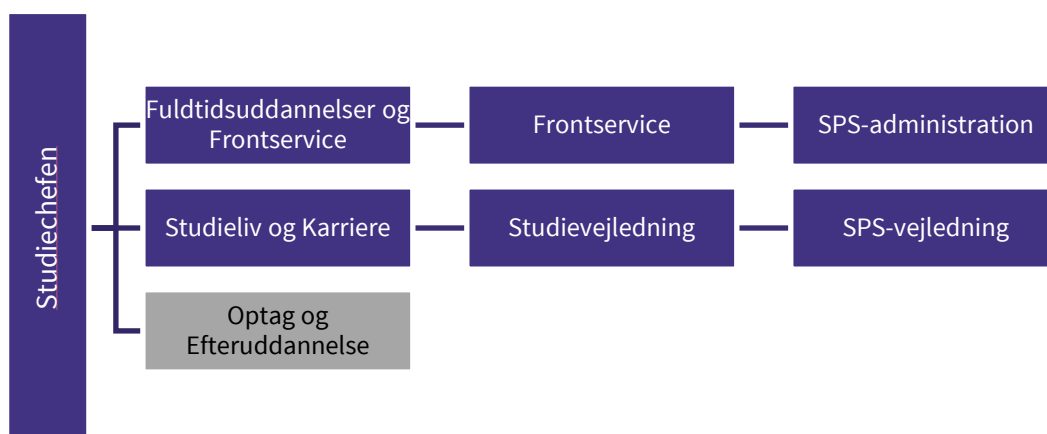 Studiechefen
Fuldtidsuddannelser og
Frontservice
Frontservice
SPS-administration
Studieliv og Karriere
Studievejledning
SPS-vejledning
Optag og
Efteruddannelse